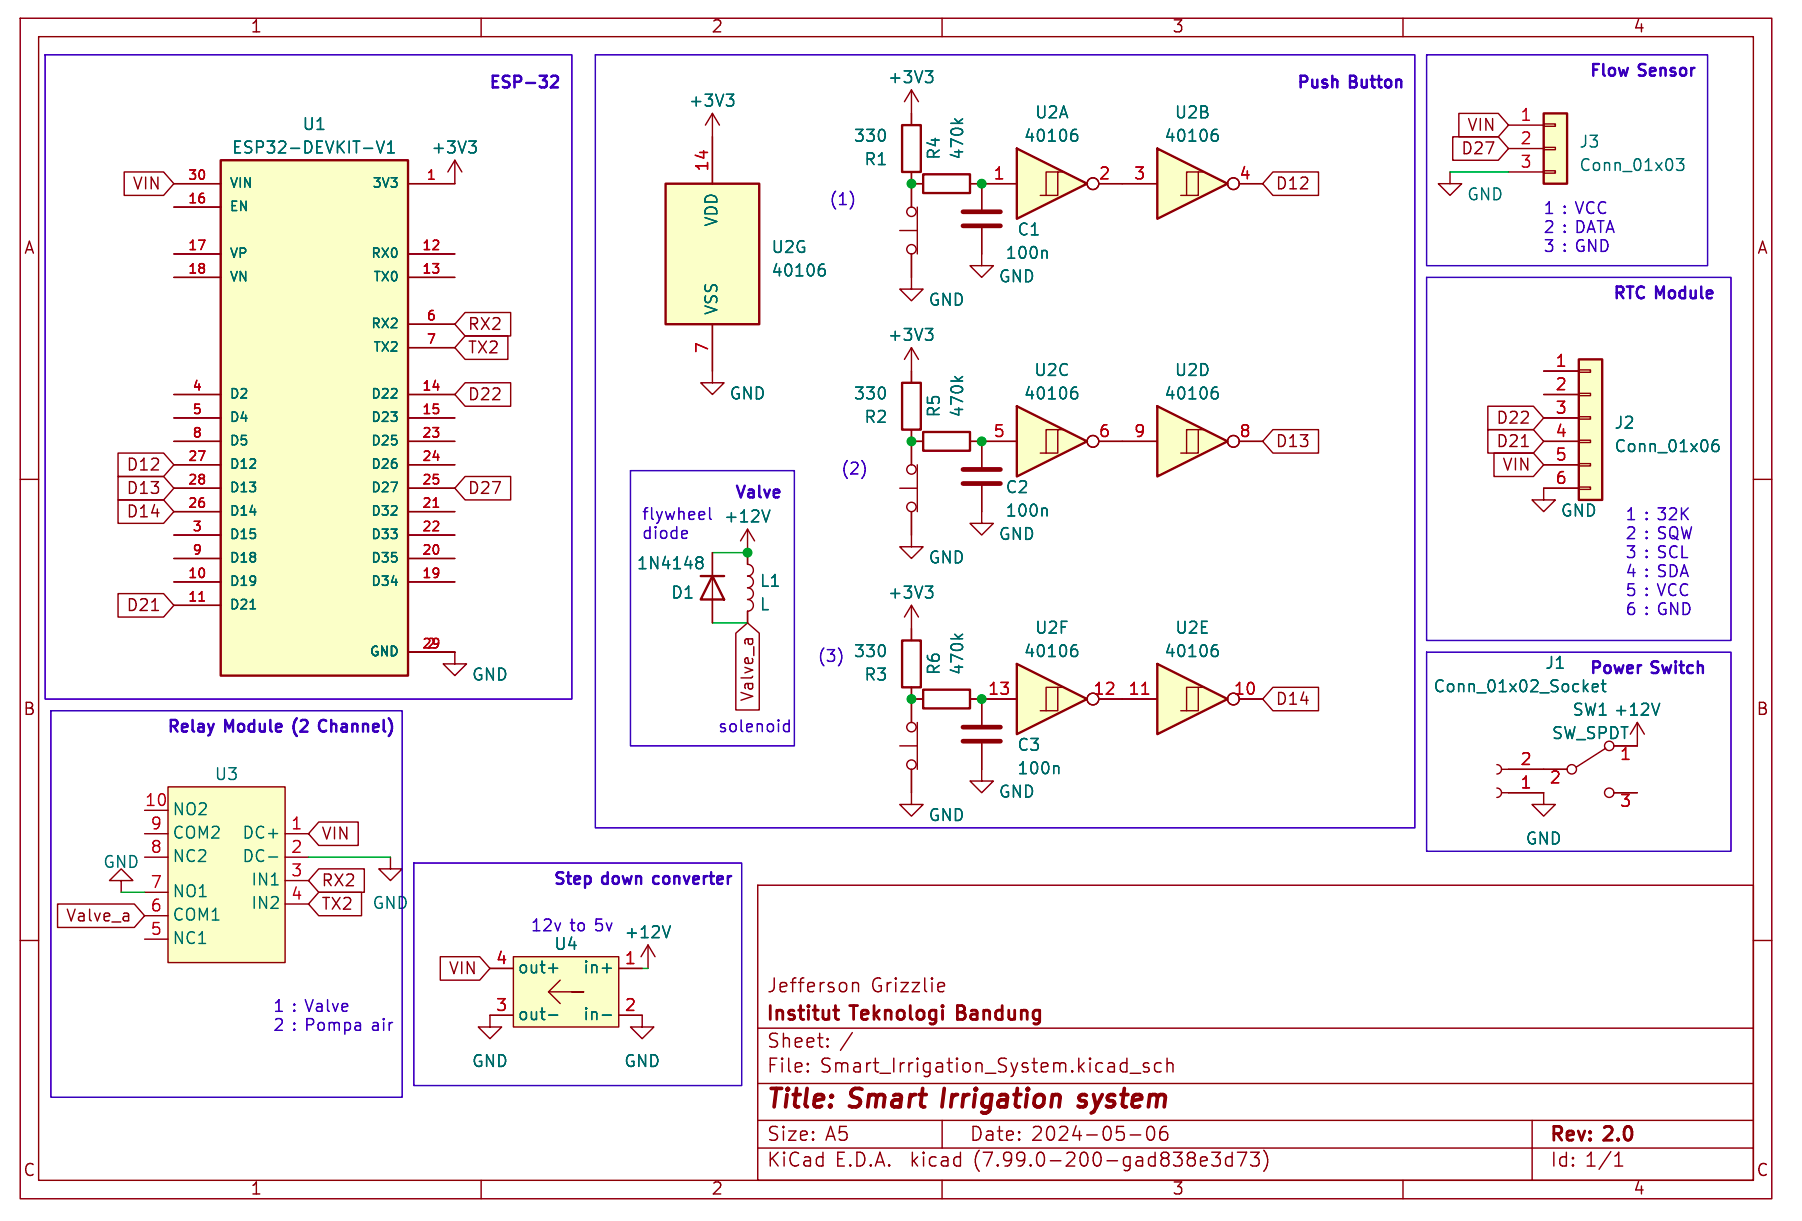 1
2
3
4
A
B
C
ESP-32
U1
ESP32-DEVKIT-V1
+3V3
VIN
30
VIN
3V3
1
16
EN
17
VP
RX0
12
18
VN
TX0
13
RX2
6
RX2
TX2
7
TX2
4
D2
D22
14
D22
5
D4
D23
15
8
D5
D25
23
D12
27
D12
D26
24
D13
28
D13
D27
25
D27
D14
26
D14
D32
21
3
D15
D33
22
9
D18
D35
20
10
D19
D34
19
D21
11
D21
GND
29
GND
Push Button
+3V3
14
VDD
VSS
7
U2G
40106
GND
+3V3
330
R1
R4
470k
(1)
C1
100n
GND
GND
U2A
40106
1
2
U2B
40106
3
4
D12
+3V3
330
R2
R5
470k
(2)
C2
100n
GND
GND
U2C
40106
5
6
U2D
40106
9
8
D13
+3V3
330
R3
R6
470k
(3)
C3
100n
GND
GND
U2F
40106
13
12
U2E
40106
11
10
D14
Valve
flywheel
diode
+12V
1N4148
D1
L1
L
Valve_a
solenoid
Flow Sensor
VIN
1
D27
2
3
GND
J3
Conn_01x03
1 : VCC
2 : DATA
3 : GND
RTC Module
1
2
D22
3
D21
4
VIN
5
6
GND
J2
Conn_01x06
1 : 32K
2 : SQW
3 : SCL
4 : SDA
5 : VCC
6 : GND
Power Switch
J1
Conn_01x02_Socket
SW1
+12V
SW_SPDT
2
1
2
1
3
GND
Relay Module (2 Channel)
U3
10
NO2
9
COM2
8
NC2
GND
7
NO1
Valve_a
6
COM1
5
NC1
DC+
1
VIN
DC-
2
IN1
3
RX2
IN2
4
TX2
GND
1 : Valve
2 : Pompa air
Step down converter
12v to 5v
U4
+12V
VIN
4
out+
in+
1
3
out-
in-
2
GND
GND
Jefferson Grizzlie
Institut Teknologi Bandung
Sheet: /
File: Smart_Irrigation_System.kicad_sch
Title: Smart Irrigation system
Size: A5
Date: 2024-05-06
Rev: 2.0
KiCad E.D.A. kicad (7.99.0-200-gad838e3d73)
Id: 1/1
A
B
C
1
2
3
4